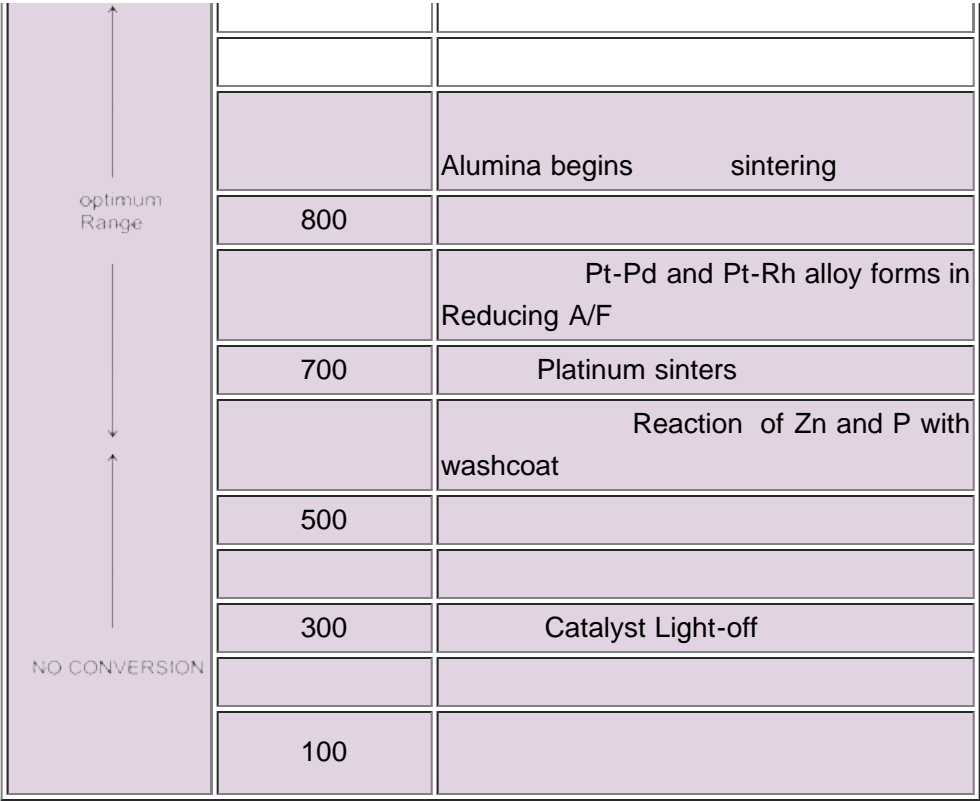 Alumina begins sintering
optimum
Range
800
Pt-Pd and Pt-Rh alloy forms in
Reducing A/F
700 Platinum sinters
Reaction of Zn and P with
washcoat
500
300 Catalyst Light-off
NO CONVERSION
100